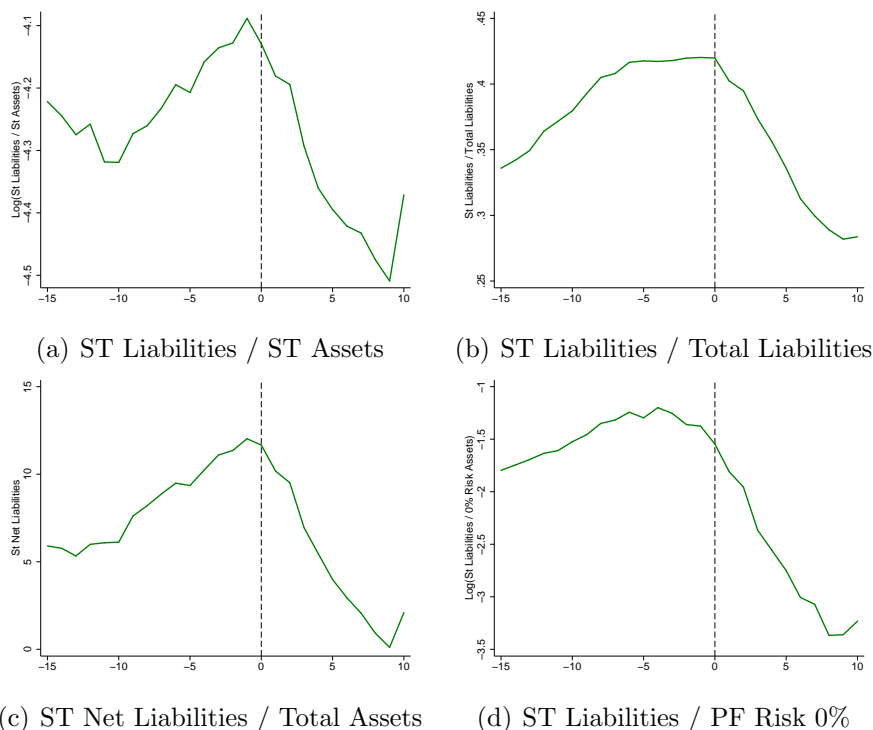 Log(St Liabilities / St Assets)
-4.1
-4.2
-4.3
-4.4
-4.5
-15 -10 -5 0 5 10
(a) ST Liabilities / ST Assets
St Liabilities / Total Liabilities
.45
.4
.35
.3
.25
-15 -10 -5 0 5 10
(b) ST Liabilities / Total Liabilities
St Net Liabilities
15
10
5
0
-15 -10 -5 0 5 10
(c) ST Net Liabilities / Total Assets
Log(St Liabilities / 0% Risk Assets)
-1
-1.5
-2
-2.5
-3
-3.5
-15 -10 -5 0 5 10
(d) ST Liabilities / PF Risk 0%